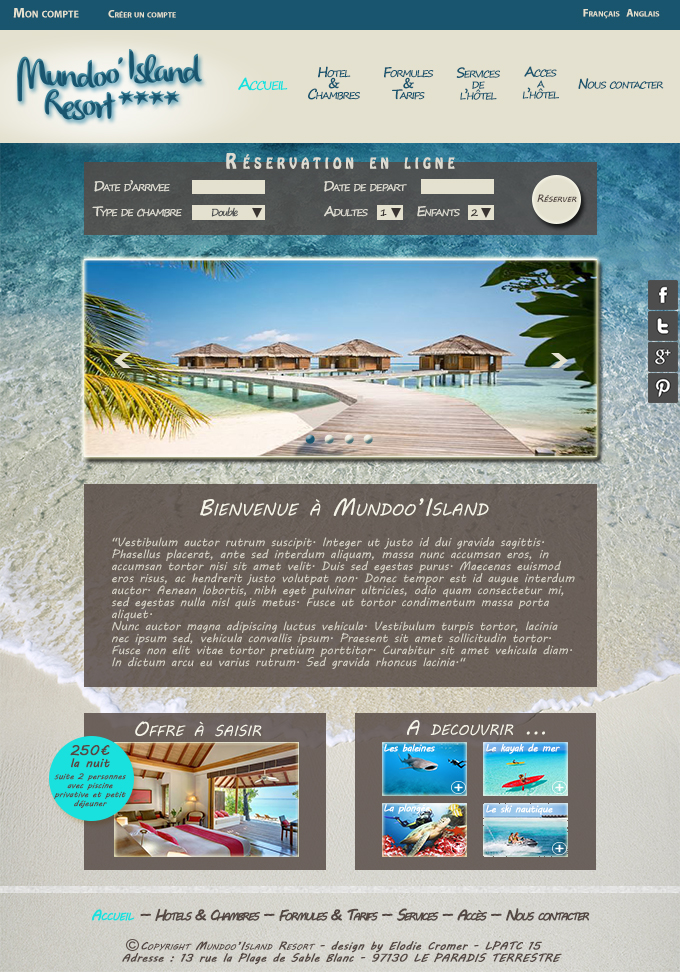 Mon compte
Créer un compte
Français Anglais
Mundoo'Island
Resort
Accueil
Hotel
&
Chambres
Formules
&
Tarifs
Services
de
l'hôtel
Acces
a
l'hôtel
Nous contacter
Réservation en ligne
Date d'arrivee
Date de depart
Réserver
Type de chambre
Double
Adultes
1
Enfants
2
Bienvenue à Mundoo'Island
"Vestibulum auctor rutrum suscipit. Integer ut justo id dui gravida sagittis.
Phasellus placerat, ante sed interdum aliquam, massa nunc accumsan eros, in
accumsan tortor nisi sit amet velit. Duis sed egestas purus. Maecenas euismod
eros risus, ac hendrerit justo volutpat non. Donec tempor est id augue interdum
auctor. Aenean lobortis, nibh eget pulvinar ultricies, odio quam consectetur mi,
sed egestas nulla nisl quis metus. Fusce ut tortor condimentum massa porta
aliquet.
Nunc auctor magna adipiscing luctus vehicula. Vestibulum turpis tortor, lacinia
nec ipsum sed, vehicula convallis ipsum. Praesent sit amet sollicitudin tortor.
Fusce non elit vitae tortor pretium porttitor. Curabitur sit amet vehicula diam.
In dictum arcu eu varius rutrum. Sed gravida rhoncus lacinia."
Offre à saisir
250€
la nuit
suite 2 personnes
avec piscine
privative et petit
déjeuner
A decouvrir ...
Les baleines
Le kayak de mer
La plongée
Le ski nautique
Accueil — Hotels & Chambres — Formules & Tarifs — Services — Accès — Nous contacter
©Copyright Mundoo'Island Resort - design by Elodie Cromer - LPATC 15
Adresse : 13 rue la Plage de Sable Blanc - 97130 LE PARADIS TERRESTRE